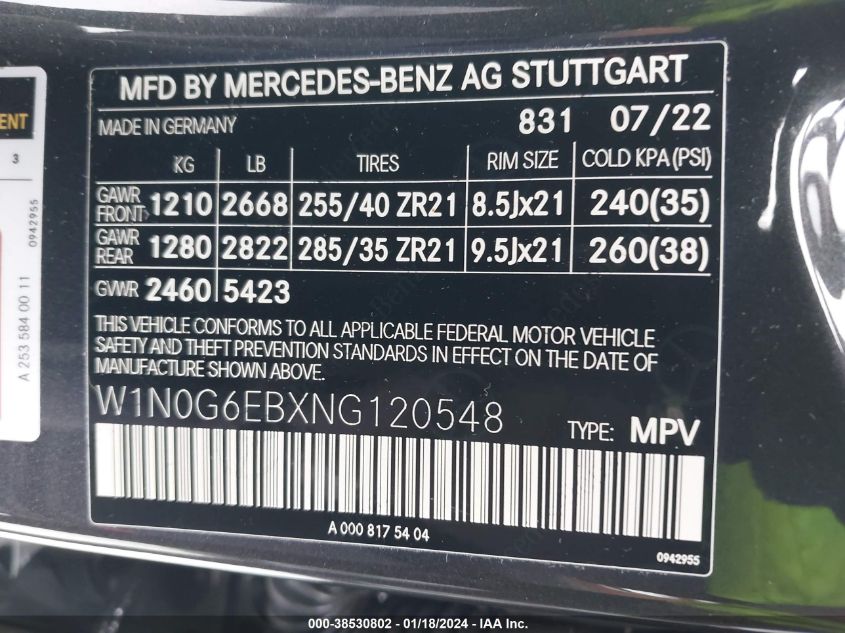 ENT
3
0942955
A 253 584 00 11
MFD BY MERCEDES-BENZ AG STUTTGART
MADE IN GERMANY 831 07/22
KG LB TIRES RIM SIZE COLD KPA (PSI)
GAWR FRONT 1210 2668 255/40 ZR21 8.5Jx21 240(35)
GAWR REAR 1280 2822 285/35 ZR21 9.5Jx21 260(38)
GVWR 2460 5423
THIS VEHICLE CONFORMS TO ALL APPLICABLE FEDERAL MOTOR VEHICLE
SAFETY AND THEFT PREVENTION STANDARDS IN EFFECT ON THE DATE OF
MANUFACTURE SHOWN ABOVE.
W1N0G6EBXNG120548
TYPE: MPV
A 000 817 54 04
0942955
000-38530802 - 01/18/2024 - IAA Inc.